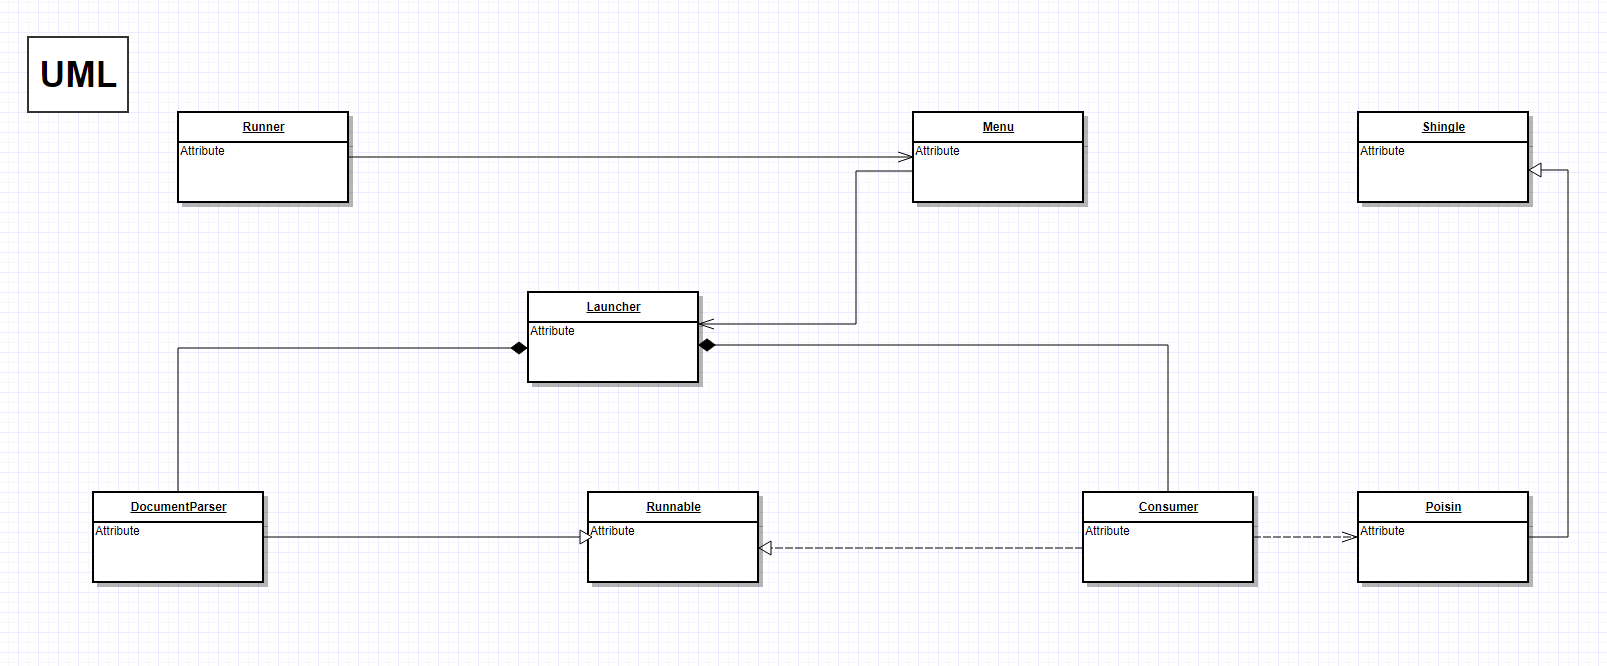 UML
Runner
Attribute
Menu
Attribute
Shingle
Attribute
Launcher
Attribute
DocumentParser
Attribute
Runnable
Attribute
Consumer
Attribute
Poisin
Attribute